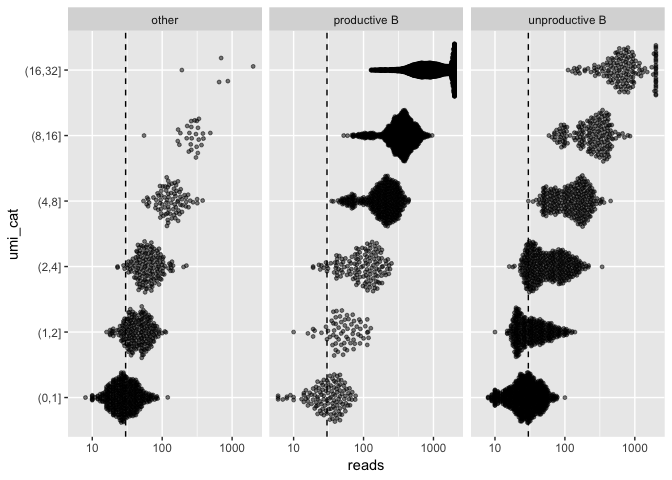 other productive B unproductive B
umi_cat
(16,32]
(8,16]
(4,8]
(2,4]
(1,2]
(0,1]
10 100 1000 10 100 1000 10 100 1000
reads